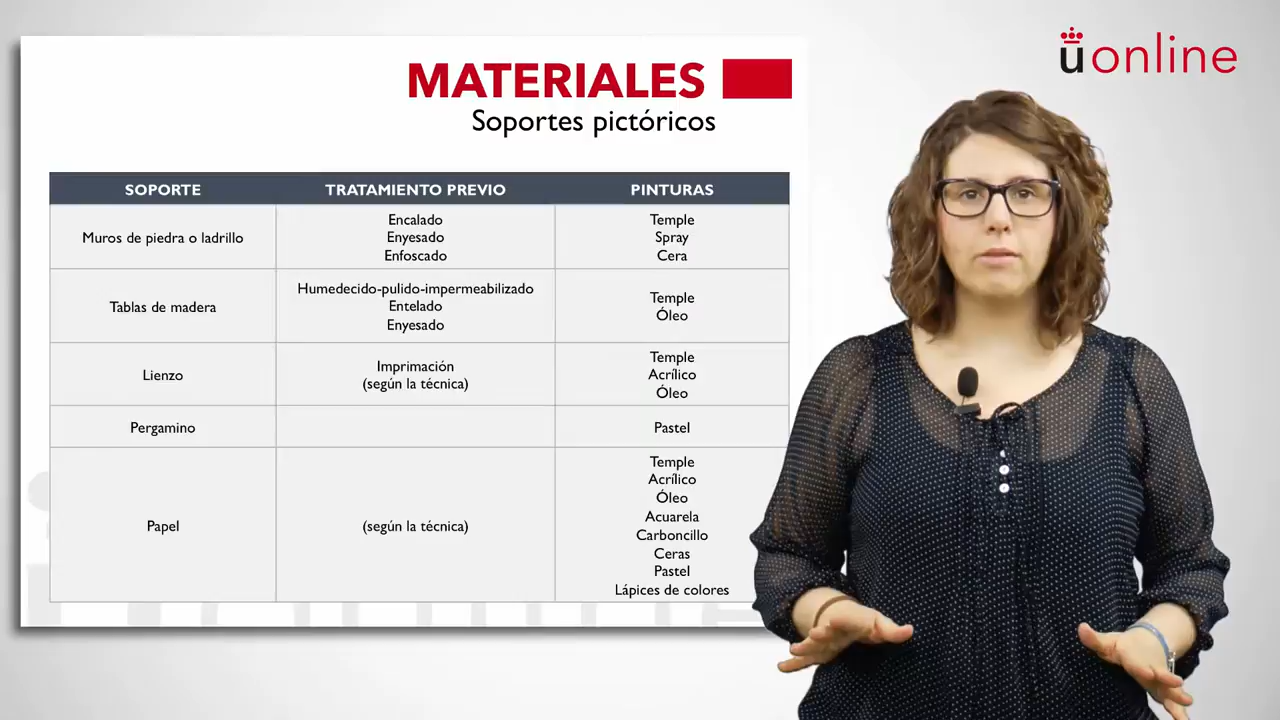 ūonline
MATERIALES
Soportes pictóricos
SOPORTE TRATAMIENTO PREVIO PINTURAS
Muros de piedra o ladrillo
Encalado
Enyesado
Enfoscado
Temple
Spray
Cera
Tablas de madera
Humedecido-pulido-impermeabilizado
Entelado
Enyesado
Temple
Óleo
Lienzo
Imprimación
(según la técnica)
Temple
Acrílico
Óleo
Pergamino
Pastel
Papel
(según la técnica)
Temple
Acrílico
Óleo
Acuarela
Carboncillo
Ceras
Pastel
Lápices de colores